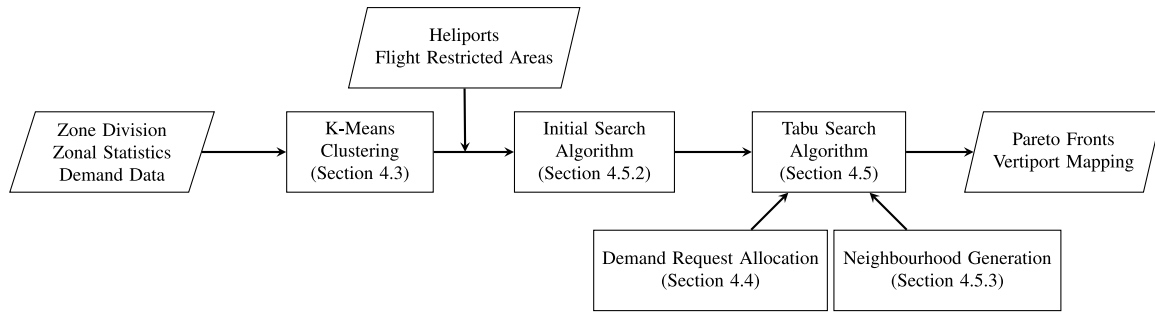 Heliports
Flight Restricted Areas
Zone Division
Zonal Statistics
Demand Data
K-Means
Clustering
(Section 4.3)
Initial Search
Algorithm
(Section 4.5.2)
Tabu Search
Algorithm
(Section 4.5)
Pareto Fronts
Vertiport Mapping
Demand Request Allocation
(Section 4.4)
Neighbourhood Generation
(Section 4.5.3)